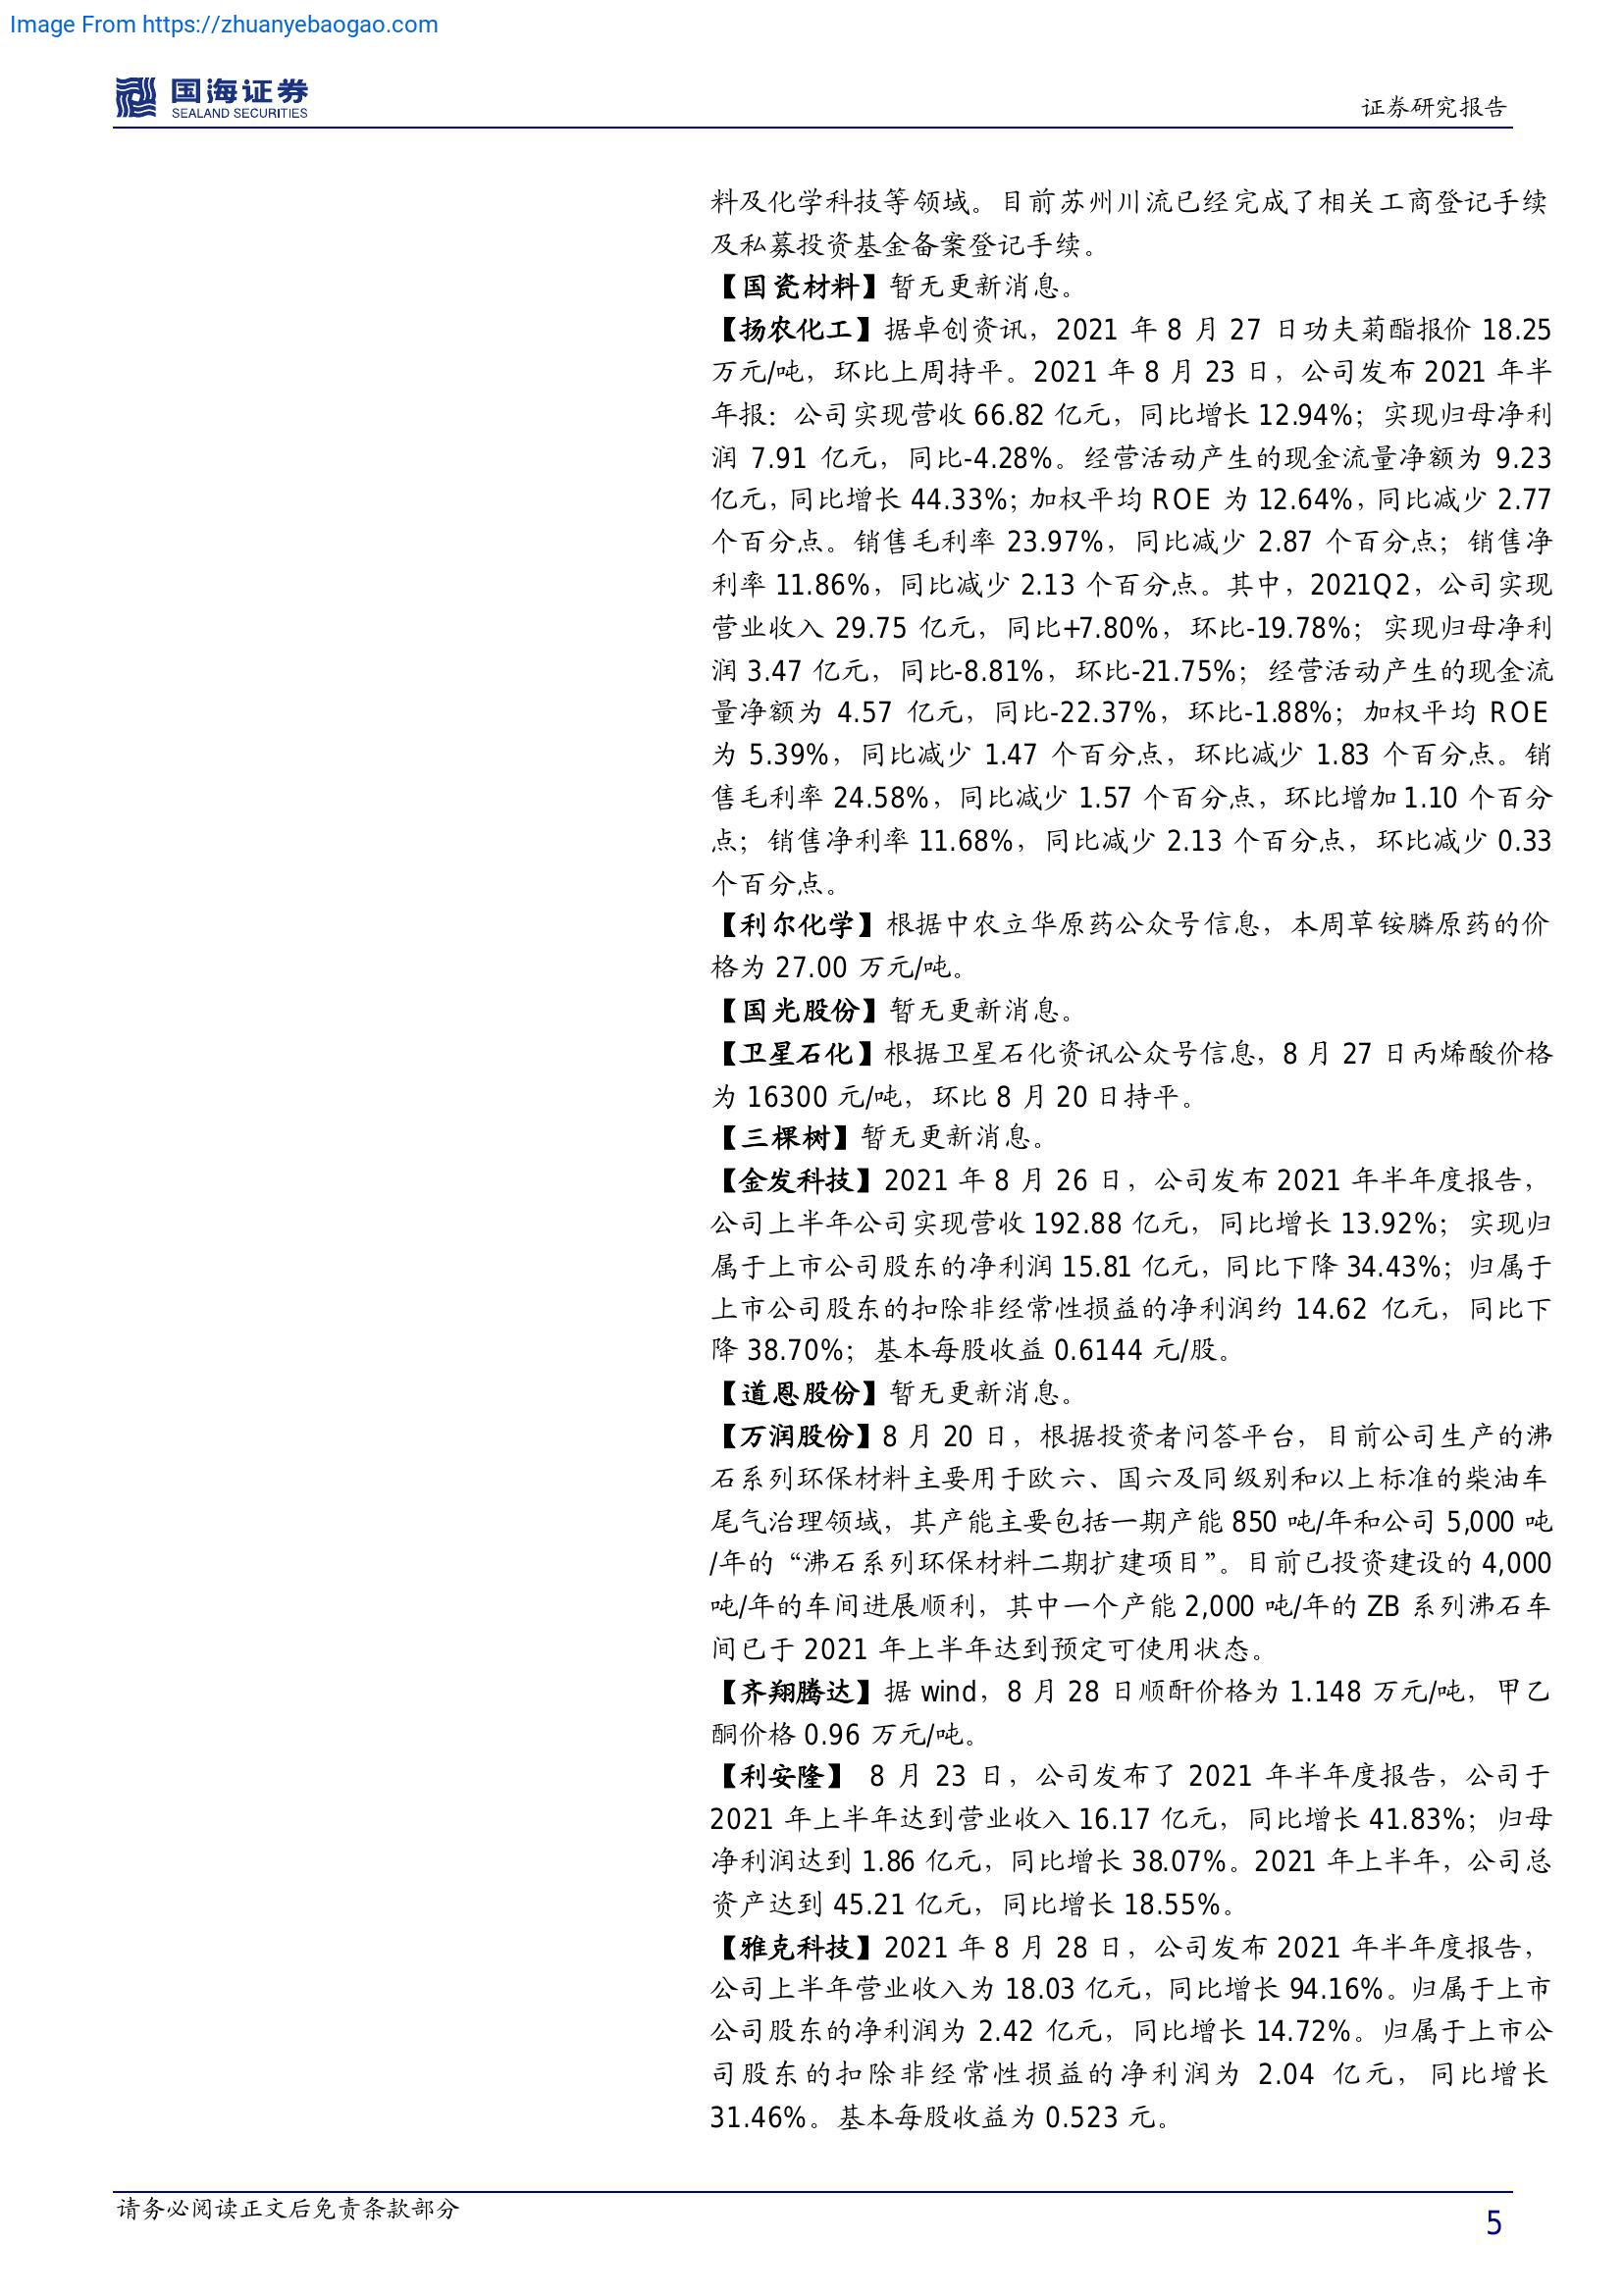 Image From https://zhuanyebaogao.com
国海证券
SEALAND SECURITIES
证券研究报告
料及化学科技等领域。目前苏州川流已经完成了相关工商登记手续
及私募投资基金备案登记手续。
【国瓷材料】暂无更新消息。
【扬农化工】据卓创资讯，2021 年 8 月 27 日功夫菊酯报价 18.25
万元/吨，环比上周持平。2021 年 8 月 23 日，公司发布 2021 年半
年报：公司实现营收 66.82 亿元，同比增长 12.94%；实现归母净利
润 7.91 亿元，同比-4.28%。经营活动产生的现金流量净额为 9.23
亿元，同比增长 44.33%；加权平均 ROE 为 12.64%，同比减少 2.77
个百分点。销售毛利率 23.97%，同比减少 2.87 个百分点；销售净
利率 11.86%，同比减少 2.13 个百分点。其中，2021Q2，公司实现
营业收入 29.75 亿元，同比+7.80%，环比-19.78%；实现归母净利
润 3.47 亿元，同比-8.81%，环比-21.75%；经营活动产生的现金流
量净额为 4.57 亿元，同比-22.37%，环比-1.88%；加权平均 ROE
为 5.39%，同比减少 1.47 个百分点，环比减少 1.83 个百分点。销
售毛利率 24.58%，同比减少 1.57 个百分点，环比增加 1.10 个百分
点；销售净利率 11.68%，同比减少 2.13 个百分点，环比减少 0.33
个百分点。
【利尔化学】根据中农立华原药公众号信息，本周草铵膦原药的价
格为 27.00 万元/吨。
【国光股份】暂无更新消息。
【卫星石化】根据卫星石化资讯公众号信息，8 月 27 日丙烯酸价格
为 16300 元/吨，环比 8 月 20 日持平。
【三棵树】暂无更新消息。
【金发科技】2021 年 8 月 26 日，公司发布 2021 年半年度报告，
公司上半年公司实现营收 192.88 亿元，同比增长 13.92%；实现归
属于上市公司股东的净利润 15.81 亿元，同比下降 34.43%；归属于
上市公司股东的扣除非经常性损益的净利润约 14.62 亿元，同比下
降 38.70%；基本每股收益 0.6144 元/股。
【道恩股份】暂无更新消息。
【万润股份】8 月 20 日，根据投资者问答平台，目前公司生产的沸
石系列环保材料主要用于欧六、国六及同级别和以上标准的柴油车
尾气治理领域，其产能主要包括一期产能 850 吨/年和公司 5,000 吨
/年的“沸石系列环保材料二期扩建项目”。目前已投资建设的 4,000
吨/年的车间进展顺利，其中一个产能 2,000 吨/年的 ZB 系列沸石车
间已于 2021 年上半年达到预定可使用状态。
【齐翔腾达】据 wind，8 月 28 日顺酐价格为 1.148 万元/吨，甲乙
酮价格 0.96 万元/吨。
【利安隆】 8 月 23 日，公司发布了 2021 年半年度报告，公司于
2021 年上半年达到营业收入 16.17 亿元，同比增长 41.83%；归母
净利润达到 1.86 亿元，同比增长 38.07%。2021 年上半年，公司总
资产达到 45.21 亿元，同比增长 18.55%。
【雅克科技】2021 年 8 月 28 日，公司发布 2021 年半年度报告，
公司上半年营业收入为 18.03 亿元，同比增长 94.16%。归属于上市
公司股东的净利润为 2.42 亿元，同比增长 14.72%。归属于上市公
司股东的扣除非经常性损益的净利润为 2.04 亿元，同比增长
31.46%。基本每股收益为 0.523 元。
请务必阅读正文后免责条款部分
5